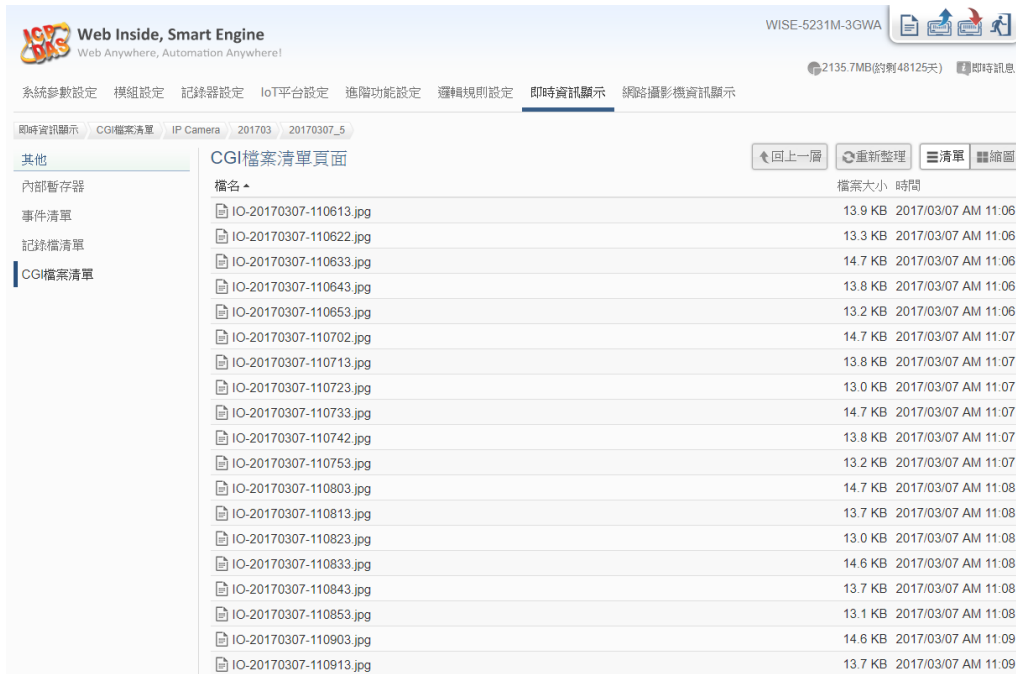 ICP DAS
Web Inside, Smart Engine
Web Anywhere, Automation Anywhere!
WISE-5231M-3GWA
2135.7MB(約剩48125天) 即時訊息
系統參數設定 模組設定 記錄器設定 IoT平台設定 進階功能設定 邏輯規則設定 即時資訊顯示 網路攝影機資訊顯示
即時資訊顯示 CGI檔案清單 IP Camera 201703 20170307_5
其他
內部暫存器
事件清單
記錄檔清單
CGI檔案清單
CGI檔案清單頁面
回上一層 重新整理 清單 縮圖
檔名 檔案大小 時間
IO-20170307-110613.jpg 13.9 KB 2017/03/07 AM 11:06
IO-20170307-110622.jpg 13.3 KB 2017/03/07 AM 11:06
IO-20170307-110633.jpg 14.7 KB 2017/03/07 AM 11:06
IO-20170307-110643.jpg 13.8 KB 2017/03/07 AM 11:06
IO-20170307-110653.jpg 13.2 KB 2017/03/07 AM 11:06
IO-20170307-110702.jpg 14.7 KB 2017/03/07 AM 11:07
IO-20170307-110713.jpg 13.8 KB 2017/03/07 AM 11:07
IO-20170307-110723.jpg 13.0 KB 2017/03/07 AM 11:07
IO-20170307-110733.jpg 14.7 KB 2017/03/07 AM 11:07
IO-20170307-110742.jpg 13.8 KB 2017/03/07 AM 11:07
IO-20170307-110753.jpg 13.2 KB 2017/03/07 AM 11:07
IO-20170307-110803.jpg 14.7 KB 2017/03/07 AM 11:08
IO-20170307-110813.jpg 13.7 KB 2017/03/07 AM 11:08
IO-20170307-110823.jpg 13.0 KB 2017/03/07 AM 11:08
IO-20170307-110833.jpg 14.6 KB 2017/03/07 AM 11:08
IO-20170307-110843.jpg 13.7 KB 2017/03/07 AM 11:08
IO-20170307-110853.jpg 13.1 KB 2017/03/07 AM 11:08
IO-20170307-110903.jpg 14.6 KB 2017/03/07 AM 11:09
IO-20170307-110913.jpg 13.7 KB 2017/03/07 AM 11:09